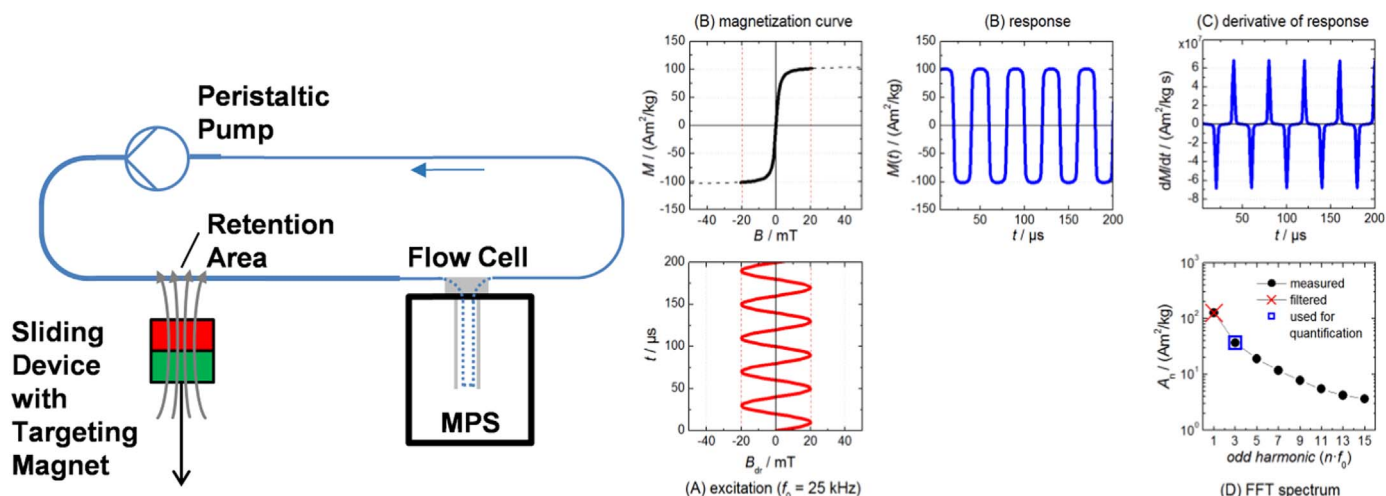 Peristaltic
Pump
Retention
Area
Flow Cell
Sliding
Device
with
Targeting
Magnet
MPS
(B) magnetization curve
150
100
50
0
-50
-100
-150
M / (Am²/kg)
-40 -20 0 20 40
B / mT
(B) response
150
100
50
0
-50
-100
-150
M(t) / (Am²/kg)
50 100 150 200
t / µs
(C) derivative of response
x10⁷
8
6
4
2
0
-2
-4
-6
-8
dM/dt / (Am²/kg s)
50 100 150 200
t / µs
200
150
100
50
0
t / µs
-40 -20 0 20 40
B_dr / mT
(A) excitation (f₀ = 25 kHz)
10³
10²
10¹
10⁰
Aₙ / (Am²/kg)
measured
filtered
used for
quantification
1 3 5 7 9 11 13 15
odd harmonic (n·f₀)
(D) FFT spectrum